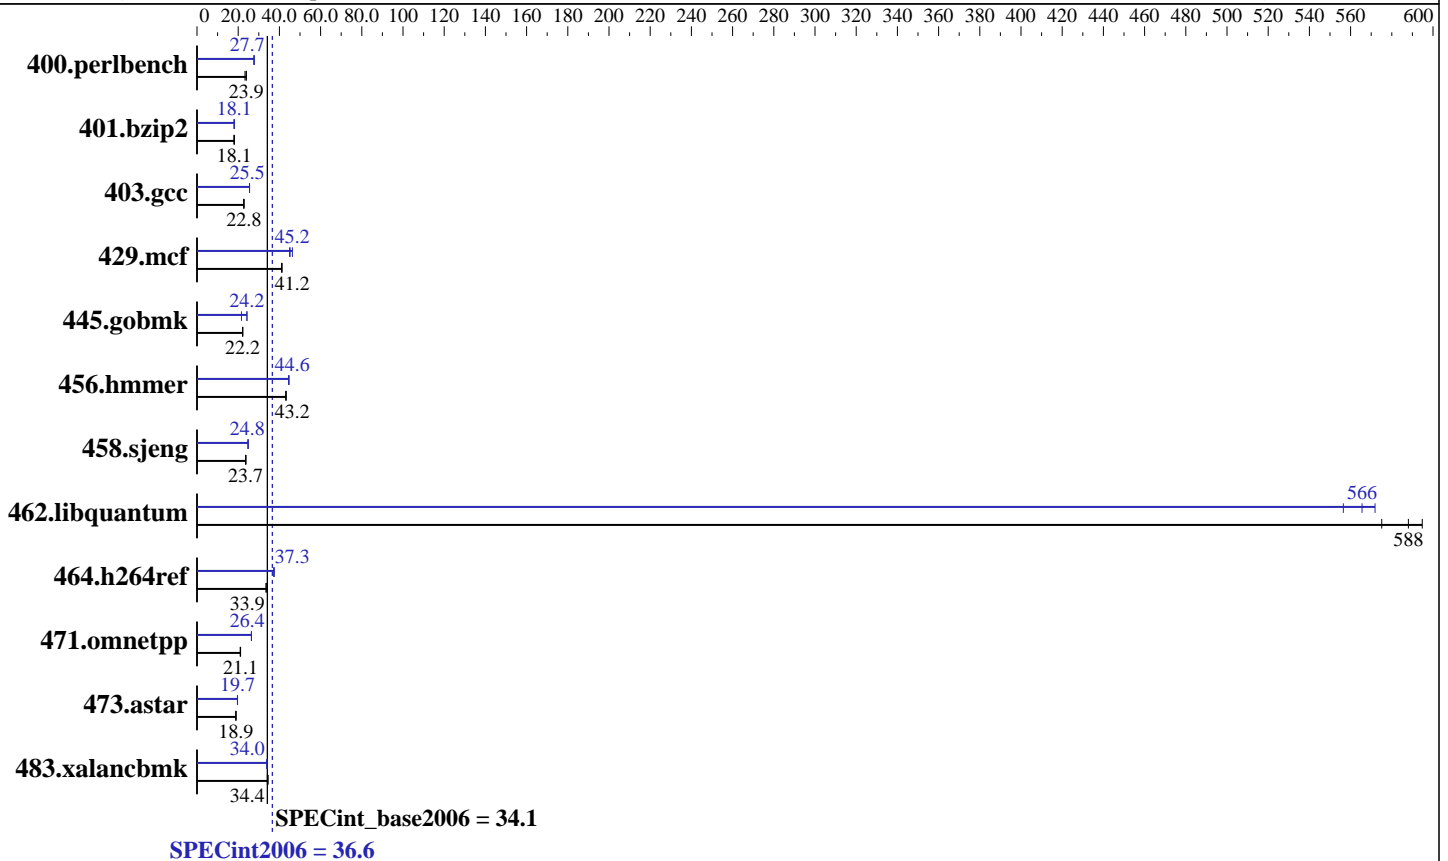 0 20.0 40.0 60.0 80.0 100 120 140 160 180 200 220 240 260 280 300 320 340 360 380 400 420 440 460 480 500 520 540 560 600
27.7
400.perlbench
23.9
18.1
401.bzip2
18.1
25.5
403.gcc
22.8
45.2
429.mcf
41.2
24.2
445.gobmk
22.2
44.6
456.hmmer
43.2
24.8
458.sjeng
23.7
566
462.libquantum
588
37.3
464.h264ref
33.9
26.4
471.omnetpp
21.1
19.7
473.astar
18.9
34.0
483.xalancbmk
34.4
SPECint_base2006 = 34.1
SPECint2006 = 36.6